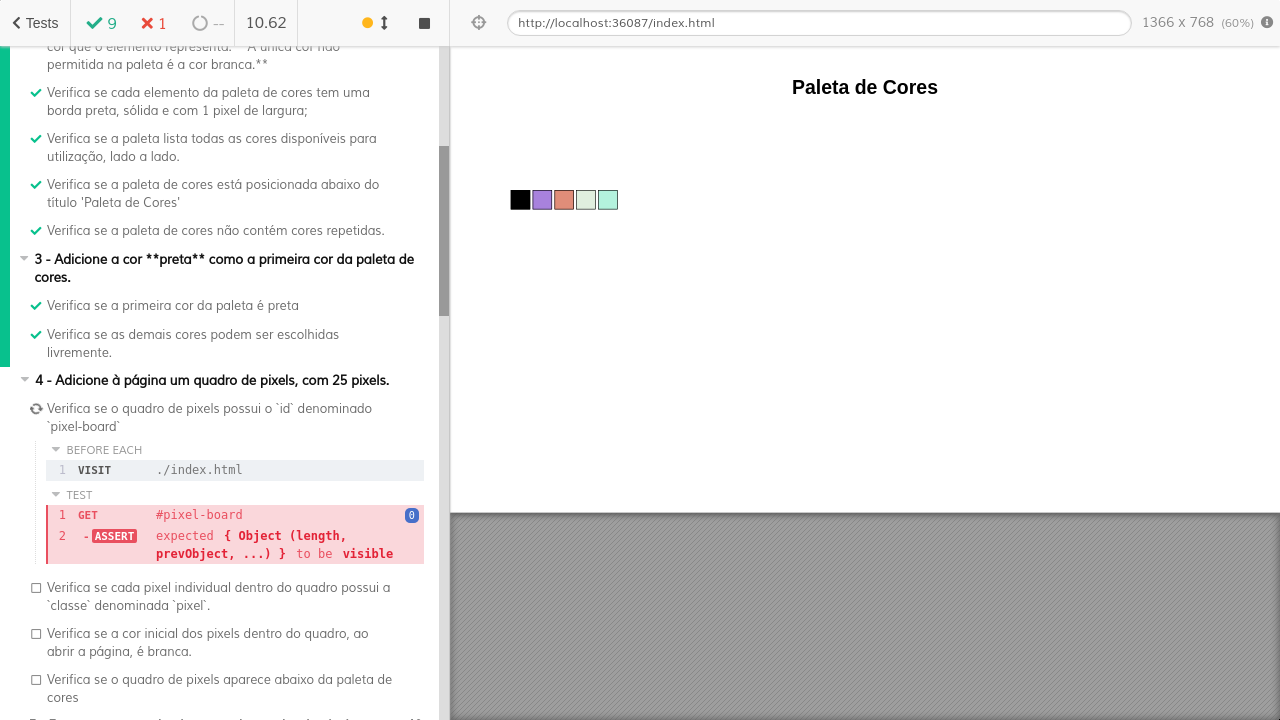 Tests
9
1
--
10.62
http://localhost:36087/index.html
1366 x 768 (60%)
cor que o elemento representa. **A única cor não
permitida na paleta é a cor branca.**
Verifica se cada elemento da paleta de cores tem uma
borda preta, sólida e com 1 pixel de largura;
Verifica se a paleta lista todas as cores disponíveis para
utilização, lado a lado.
Verifica se a paleta de cores está posicionada abaixo do
título 'Paleta de Cores'
Verifica se a paleta de cores não contém cores repetidas.
3 - Adicione a cor **preta** como a primeira cor da paleta de
cores.
Verifica se a primeira cor da paleta é preta
Verifica se as demais cores podem ser escolhidas
livremente.
4 - Adicione à página um quadro de pixels, com 25 pixels.
Verifica se o quadro de pixels possui o `id` denominado
`pixel-board`
BEFORE EACH
1 VISIT ./index.html
TEST
1 GET #pixel-board 0
2 -ASSERT expected { Object (length,
prevObject, ...) } to be visible
Verifica se cada pixel individual dentro do quadro possui a
`classe` denominada `pixel`.
Verifica se a cor inicial dos pixels dentro do quadro, ao
abrir a página, é branca.
Verifica se o quadro de pixels aparece abaixo da paleta de
cores
Paleta de Cores